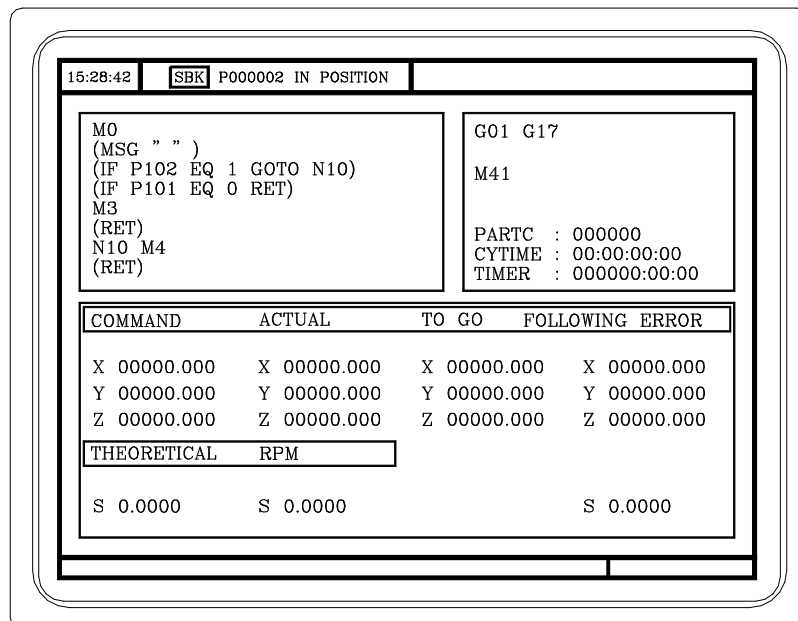 15:28:42 SBK P000002 IN POSITION
M0
(MSG " " )
(IF P102 EQ 1 GOTO N10)
(IF P101 EQ 0 RET)
M3
(RET)
N10 M4
(RET)
G01 G17
M41
PARTC : 000000
CYTIME : 00:00:00:00
TIMER : 000000:00:00
COMMAND ACTUAL TO GO FOLLOWING ERROR
X 00000.000 X 00000.000 X 00000.000 X 00000.000
Y 00000.000 Y 00000.000 Y 00000.000 Y 00000.000
Z 00000.000 Z 00000.000 Z 00000.000 Z 00000.000
THEORETICAL RPM
S 0.0000 S 0.0000 S 0.0000